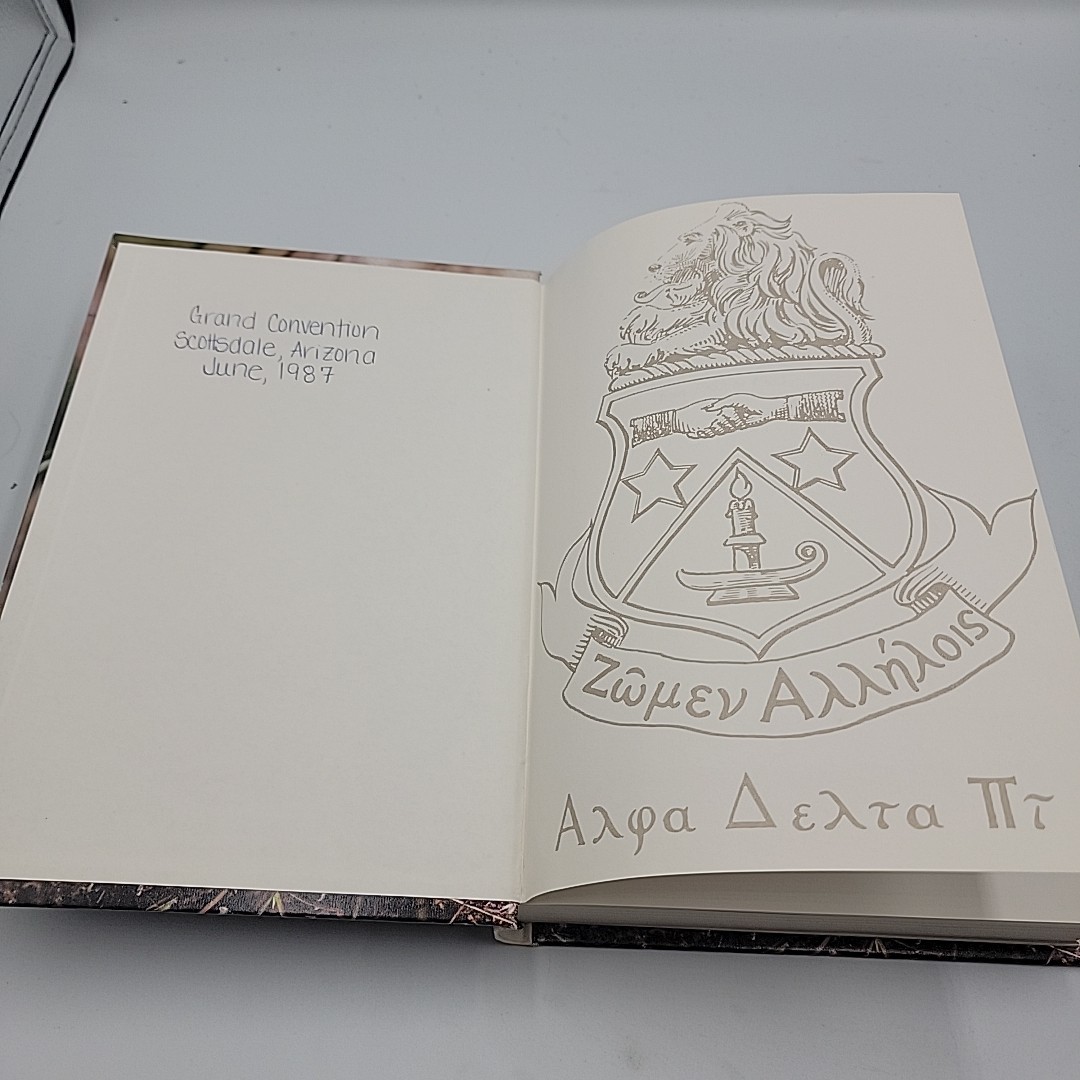 Grand Convention
Scottsdale, Arizona
June, 1987
Ζῶμεν Ἀλλήλοις
Αλφα Δελτα Πῖ